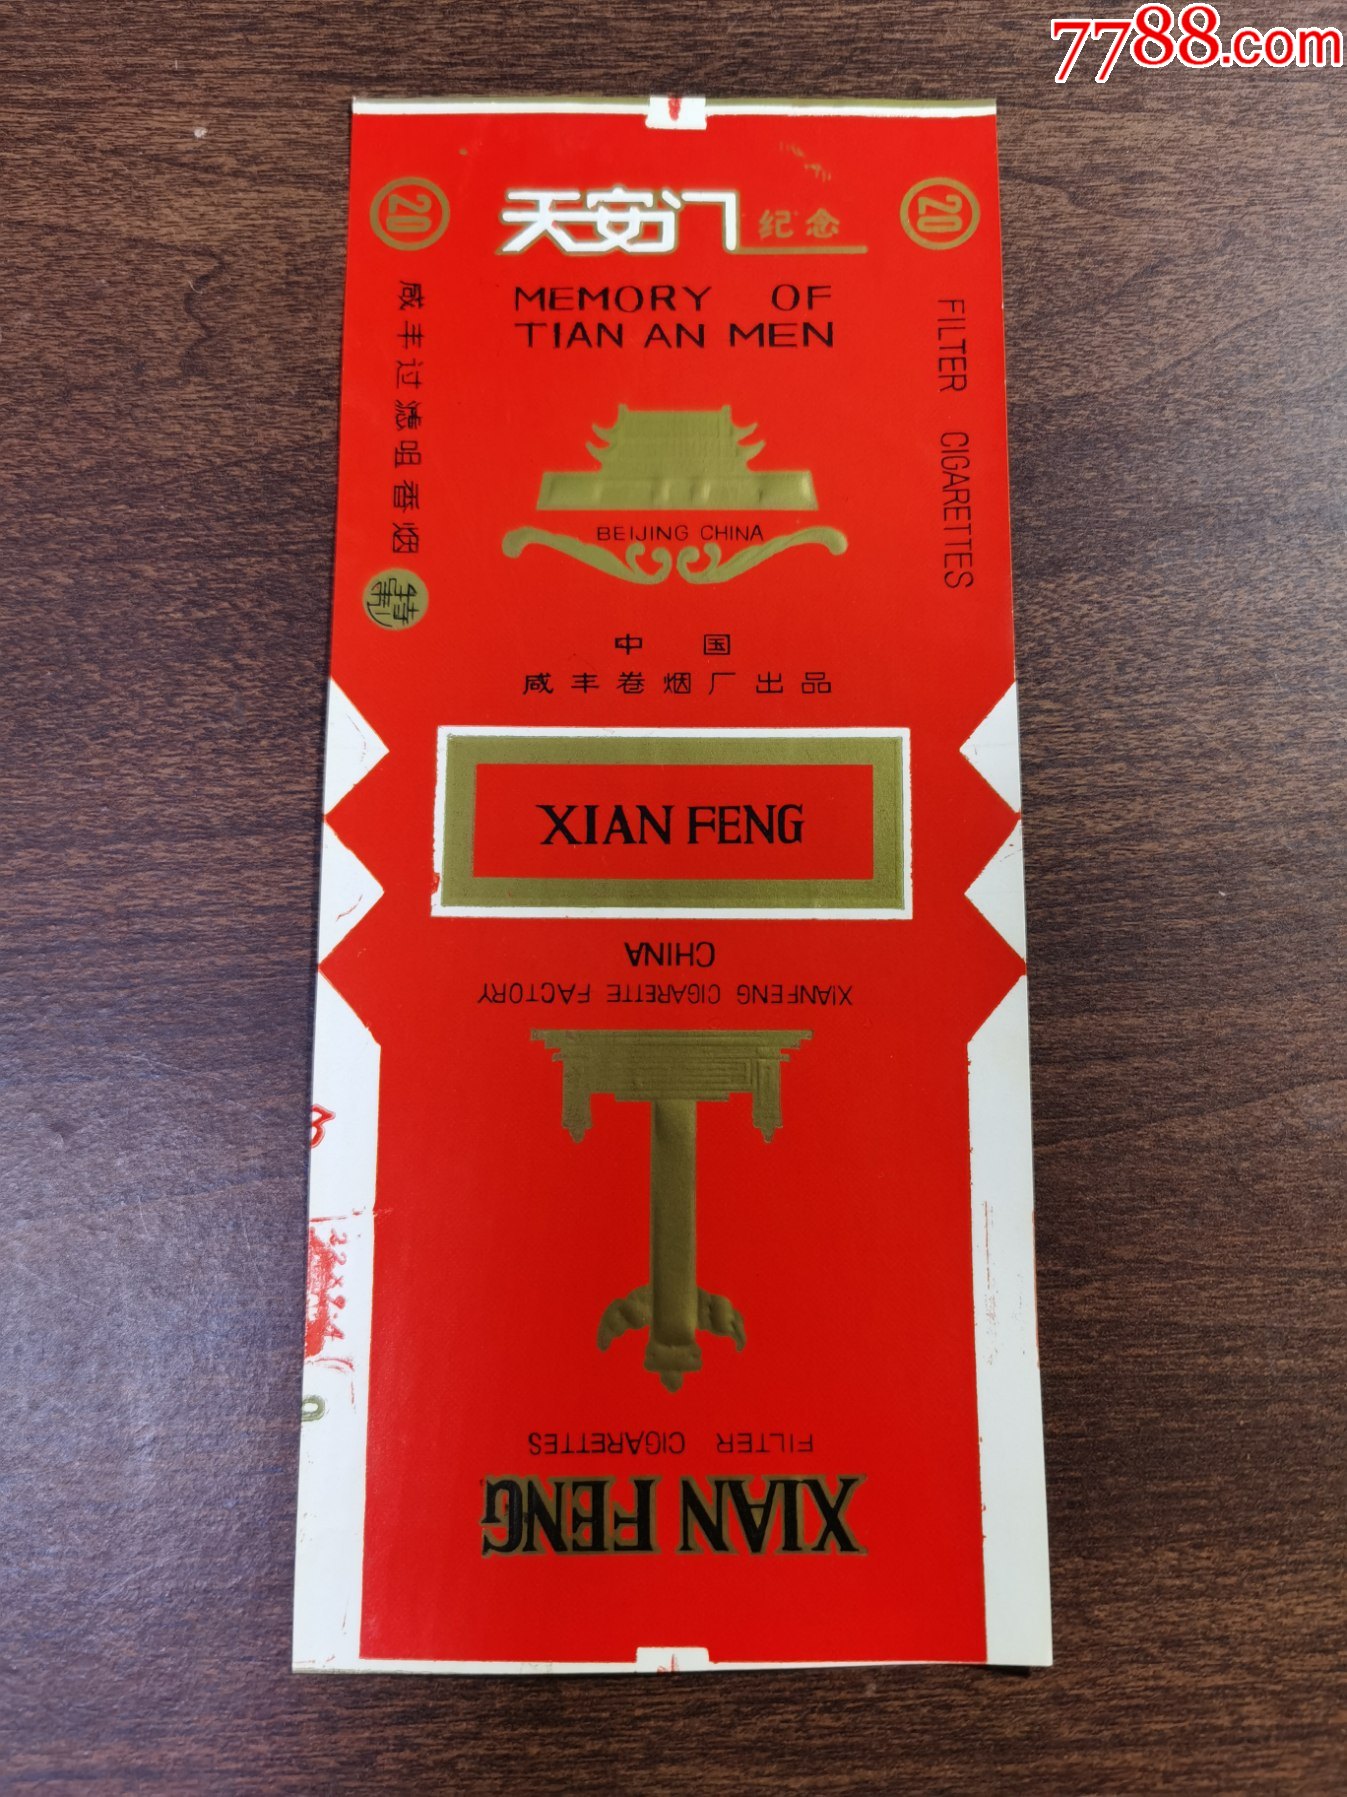 7788.com
20
天安门 纪念
20
MEMORY OF
TIAN AN MEN
咸丰过滤咀香烟
特制
FILTER CIGARETTES
BEIJING CHINA
中国
咸丰卷烟厂出品
XIAN FENG
CHINA
XIANFENG CIGARETTE FACTORY
FILTER CIGARETTES
XIAN FENG